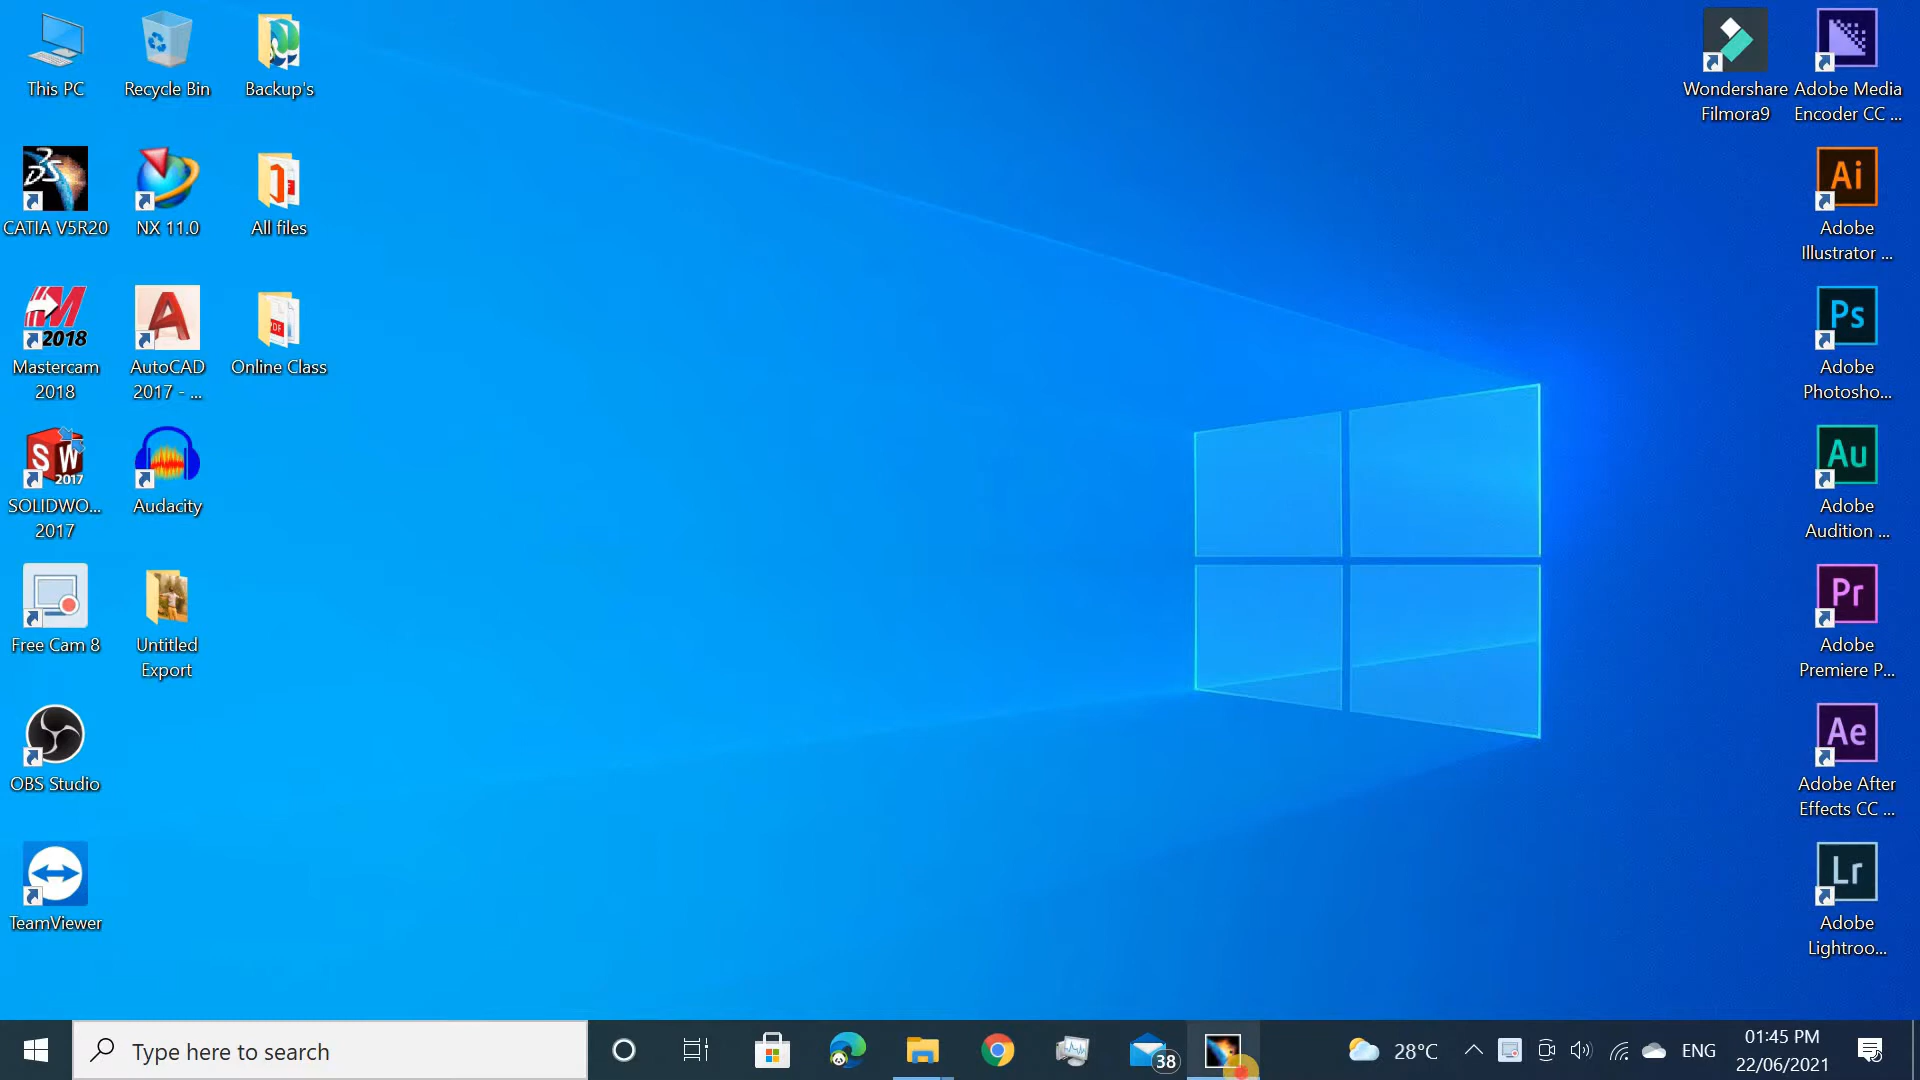 This PC
Recycle Bin
Backup's
CATIA V5R20
NX 11.0
All files
2018
Mastercam
2018
AutoCAD
2017 - ...
PDF
Online Class
SW
2017
SOLIDWO...
2017
Audacity
Free Cam 8
Untitled
Export
OBS Studio
TeamViewer
Wondershare
Filmora9
Adobe Media
Encoder CC ...
Ai
Adobe
Illustrator ...
Ps
Adobe
Photosho...
Au
Adobe
Audition ...
Pr
Adobe
Premiere P...
Ae
Adobe After
Effects CC ...
Lr
Adobe
Lightroo...
Type here to search
38
28°C
ENG
01:45 PM
22/06/2021